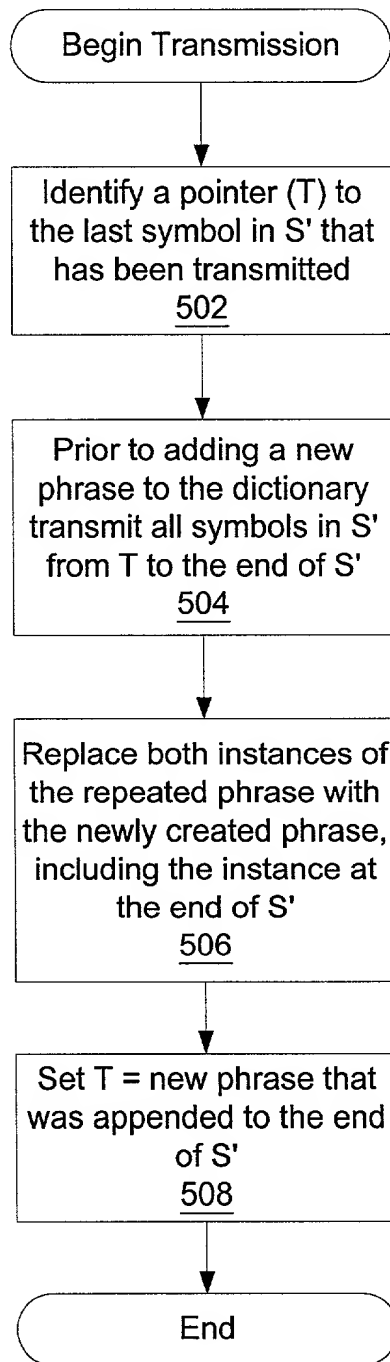 Begin Transmission
Identify a pointer (T) to
the last symbol in S' that
has been transmitted
502
Prior to adding a new
phrase to the dictionary
transmit all symbols in S'
from T to the end of S'
504
Replace both instances of
the repeated phrase with
the newly created phrase,
including the instance at
the end of S'
506
Set T = new phrase that
was appended to the end
of S'
508
End